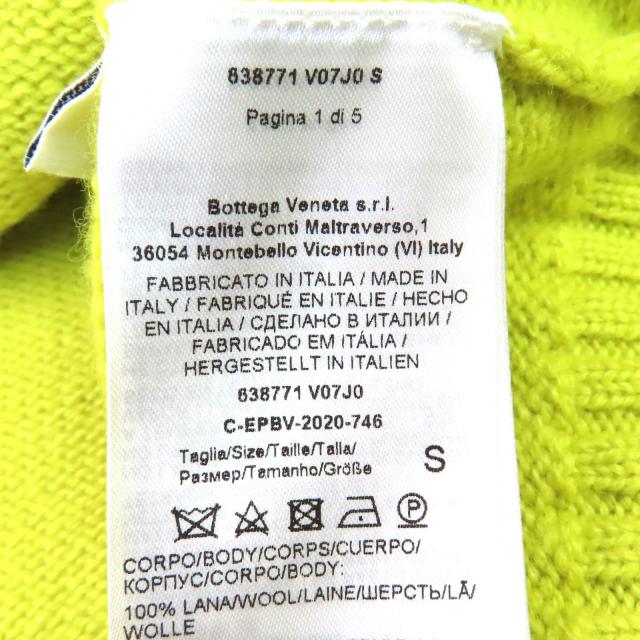 638771 V07J0 S
Pagina 1 di 5
Bottega Veneta s.r.l.
Località Conti Maltraverso,1
36054 Montebello Vicentino (VI) Italy
FABBRICATO IN ITALIA / MADE IN
ITALY / FABRIQUÉ EN ITALIE / HECHO
EN ITALIA / СДЕЛАНО В ИТАЛИИ /
FABRICADO EM ITÁLIA /
HERGESTELLT IN ITALIEN
638771 V07J0
C-EPBV-2020-746
Taglia/Size/Taille/Talla/
Размер/Tamanho/Größe S
P
CORPO/BODY/CORPS/CUERPO/
КОРПУС/CORPO/BODY:
100% LANA/WOOL/LAINE/ШЕРСТЬ/LÃ/
WOLLE